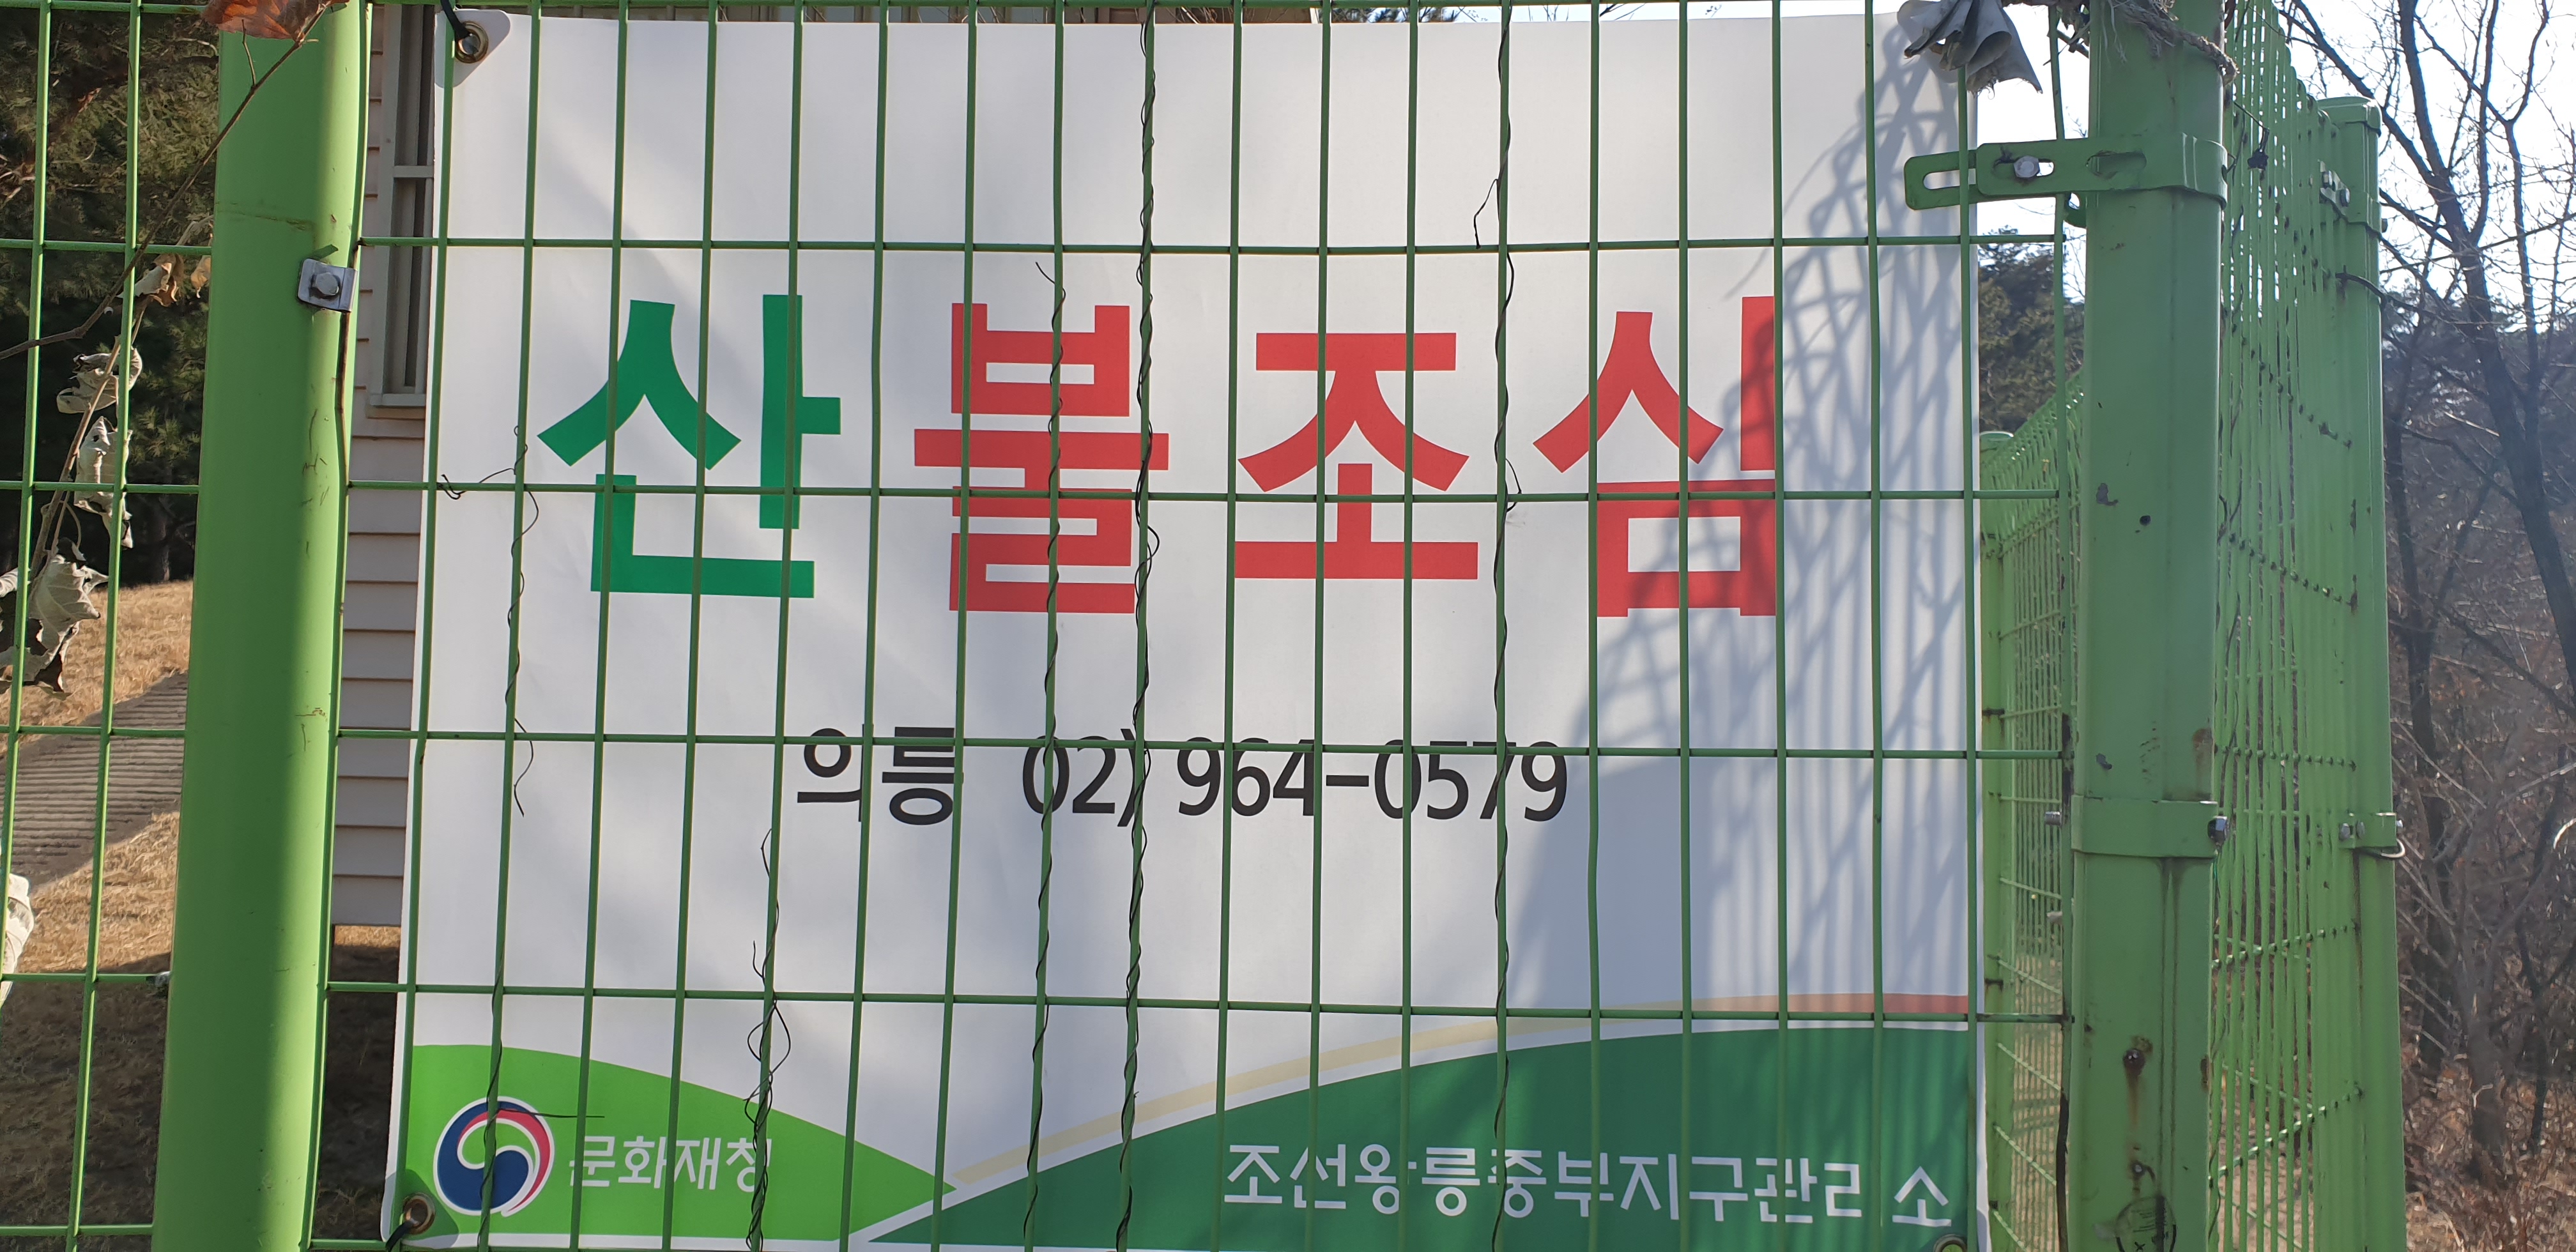 산불조심
의릉 02) 964-0579
문화재청
조선왕릉중부지구관리소